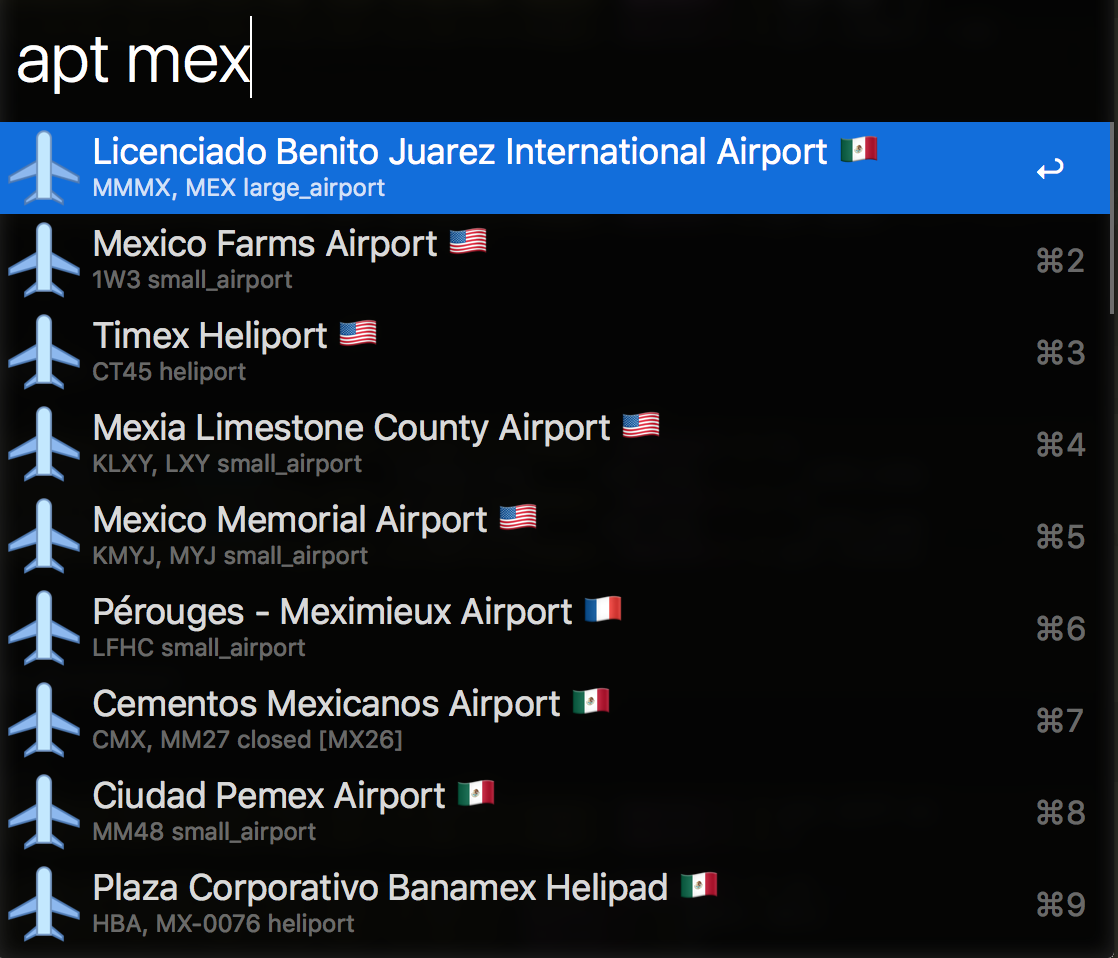 apt mex
Licenciado Benito Juarez International Airport 🇲🇽
MMMX, MEX large_airport
Mexico Farms Airport 🇺🇸
1W3 small_airport
⌘2
Timex Heliport 🇺🇸
CT45 heliport
⌘3
Mexia Limestone County Airport 🇺🇸
KLXY, LXY small_airport
⌘4
Mexico Memorial Airport 🇺🇸
KMYJ, MYJ small_airport
⌘5
Pérouges - Meximieux Airport 🇫🇷
LFHC small_airport
⌘6
Cementos Mexicanos Airport 🇲🇽
CMX, MM27 closed [MX26]
⌘7
Ciudad Pemex Airport 🇲🇽
MM48 small_airport
⌘8
Plaza Corporativo Banamex Helipad 🇲🇽
HBA, MX-0076 heliport
⌘9